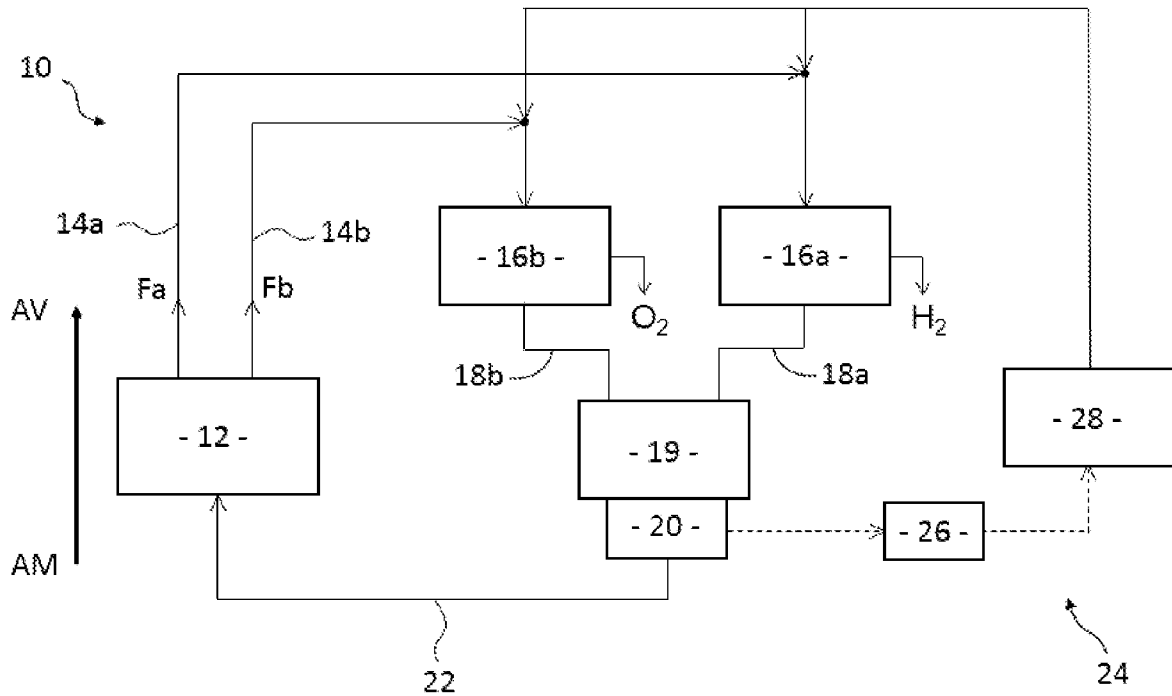 10
14a
14b
- 16b -
- 16a -
Fa
Fb
AV
O₂
H₂
18b
18a
- 12 -
- 19 -
- 28 -
- 20 -
- 26 -
AM
22
24